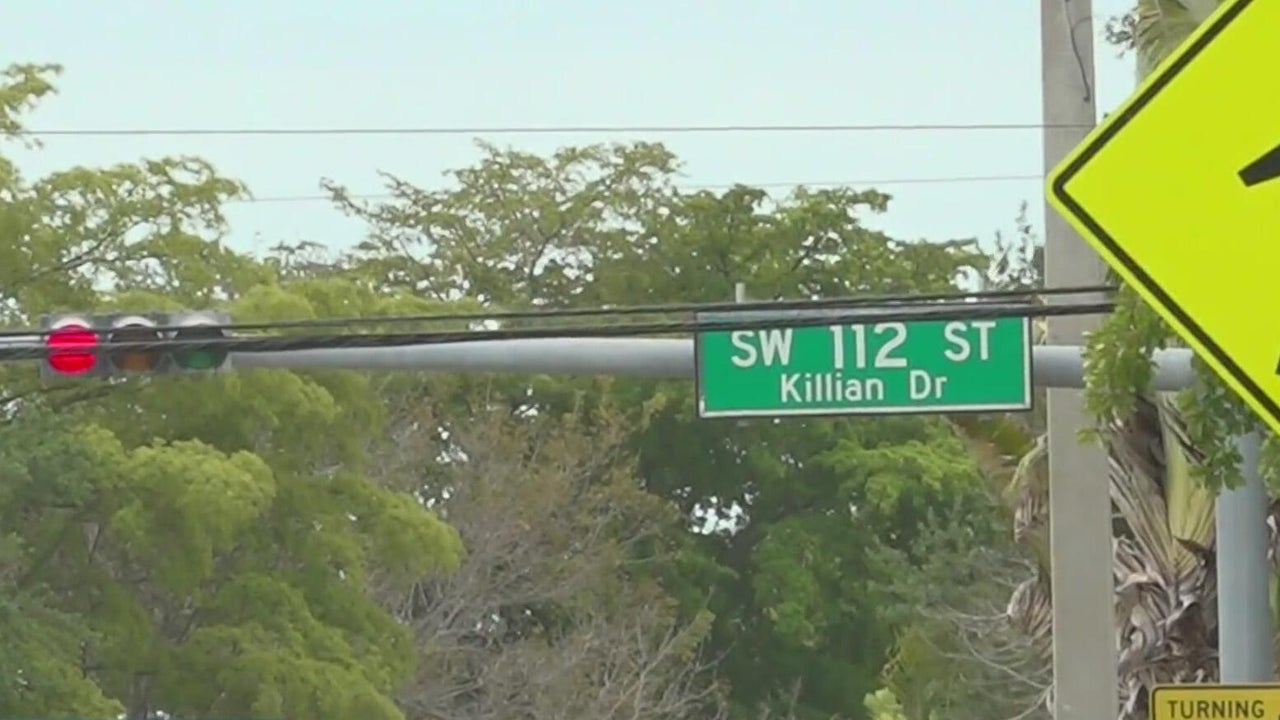 SW 112 ST
Killian Dr
TURNING